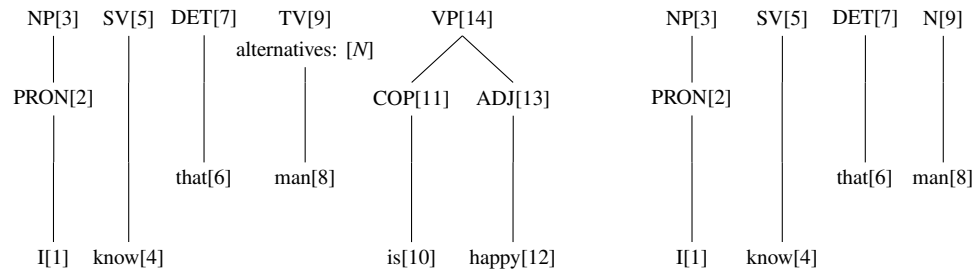 NP[3] SV[5] DET[7] TV[9] VP[14] NP[3] SV[5] DET[7] N[9]
alternatives: [N]
PRON[2] COP[11] ADJ[13] PRON[2]
that[6] man[8] that[6] man[8]
I[1] know[4] is[10] happy[12] I[1] know[4]